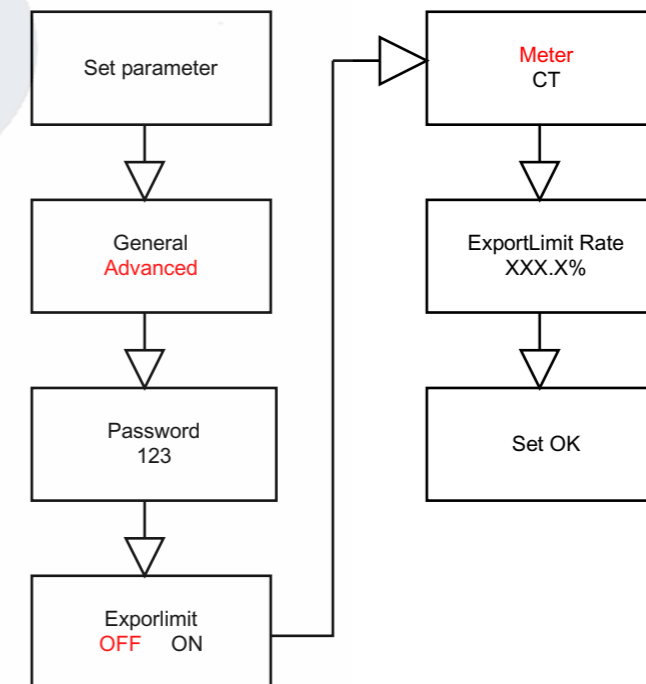 Set parameter
General
Advanced
Password
123
Exporlimit
OFF ON
Meter
CT
ExportLimit Rate
XXX.X%
Set OK